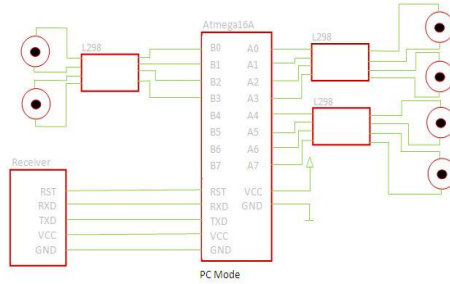 Atmega16A
L298
L298
L298
B0
B1
B2
B3
B4
B5
B6
B7
A0
A1
A2
A3
A4
A5
A6
A7
Receiver
RST
RXD
TXD
VCC
GND
RST
RXD
TXD
VCC
GND
VCC
GND
PC Mode